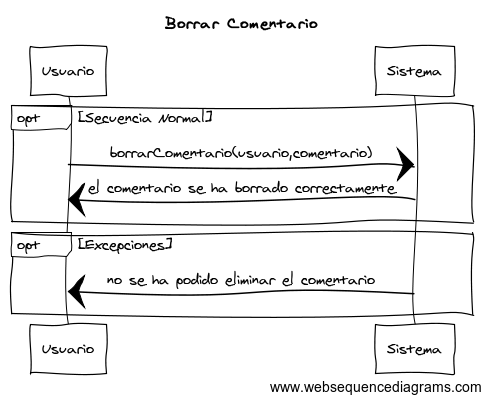 Borrar Comentario
Usuario
Sistema
opt
[Secuencia Normal]
borrarComentario(usuario,comentario)
el comentario se ha borrado correctamente
opt
[Excepciones]
no se ha podido eliminar el comentario
Usuario
Sistema
www.websequencediagrams.com